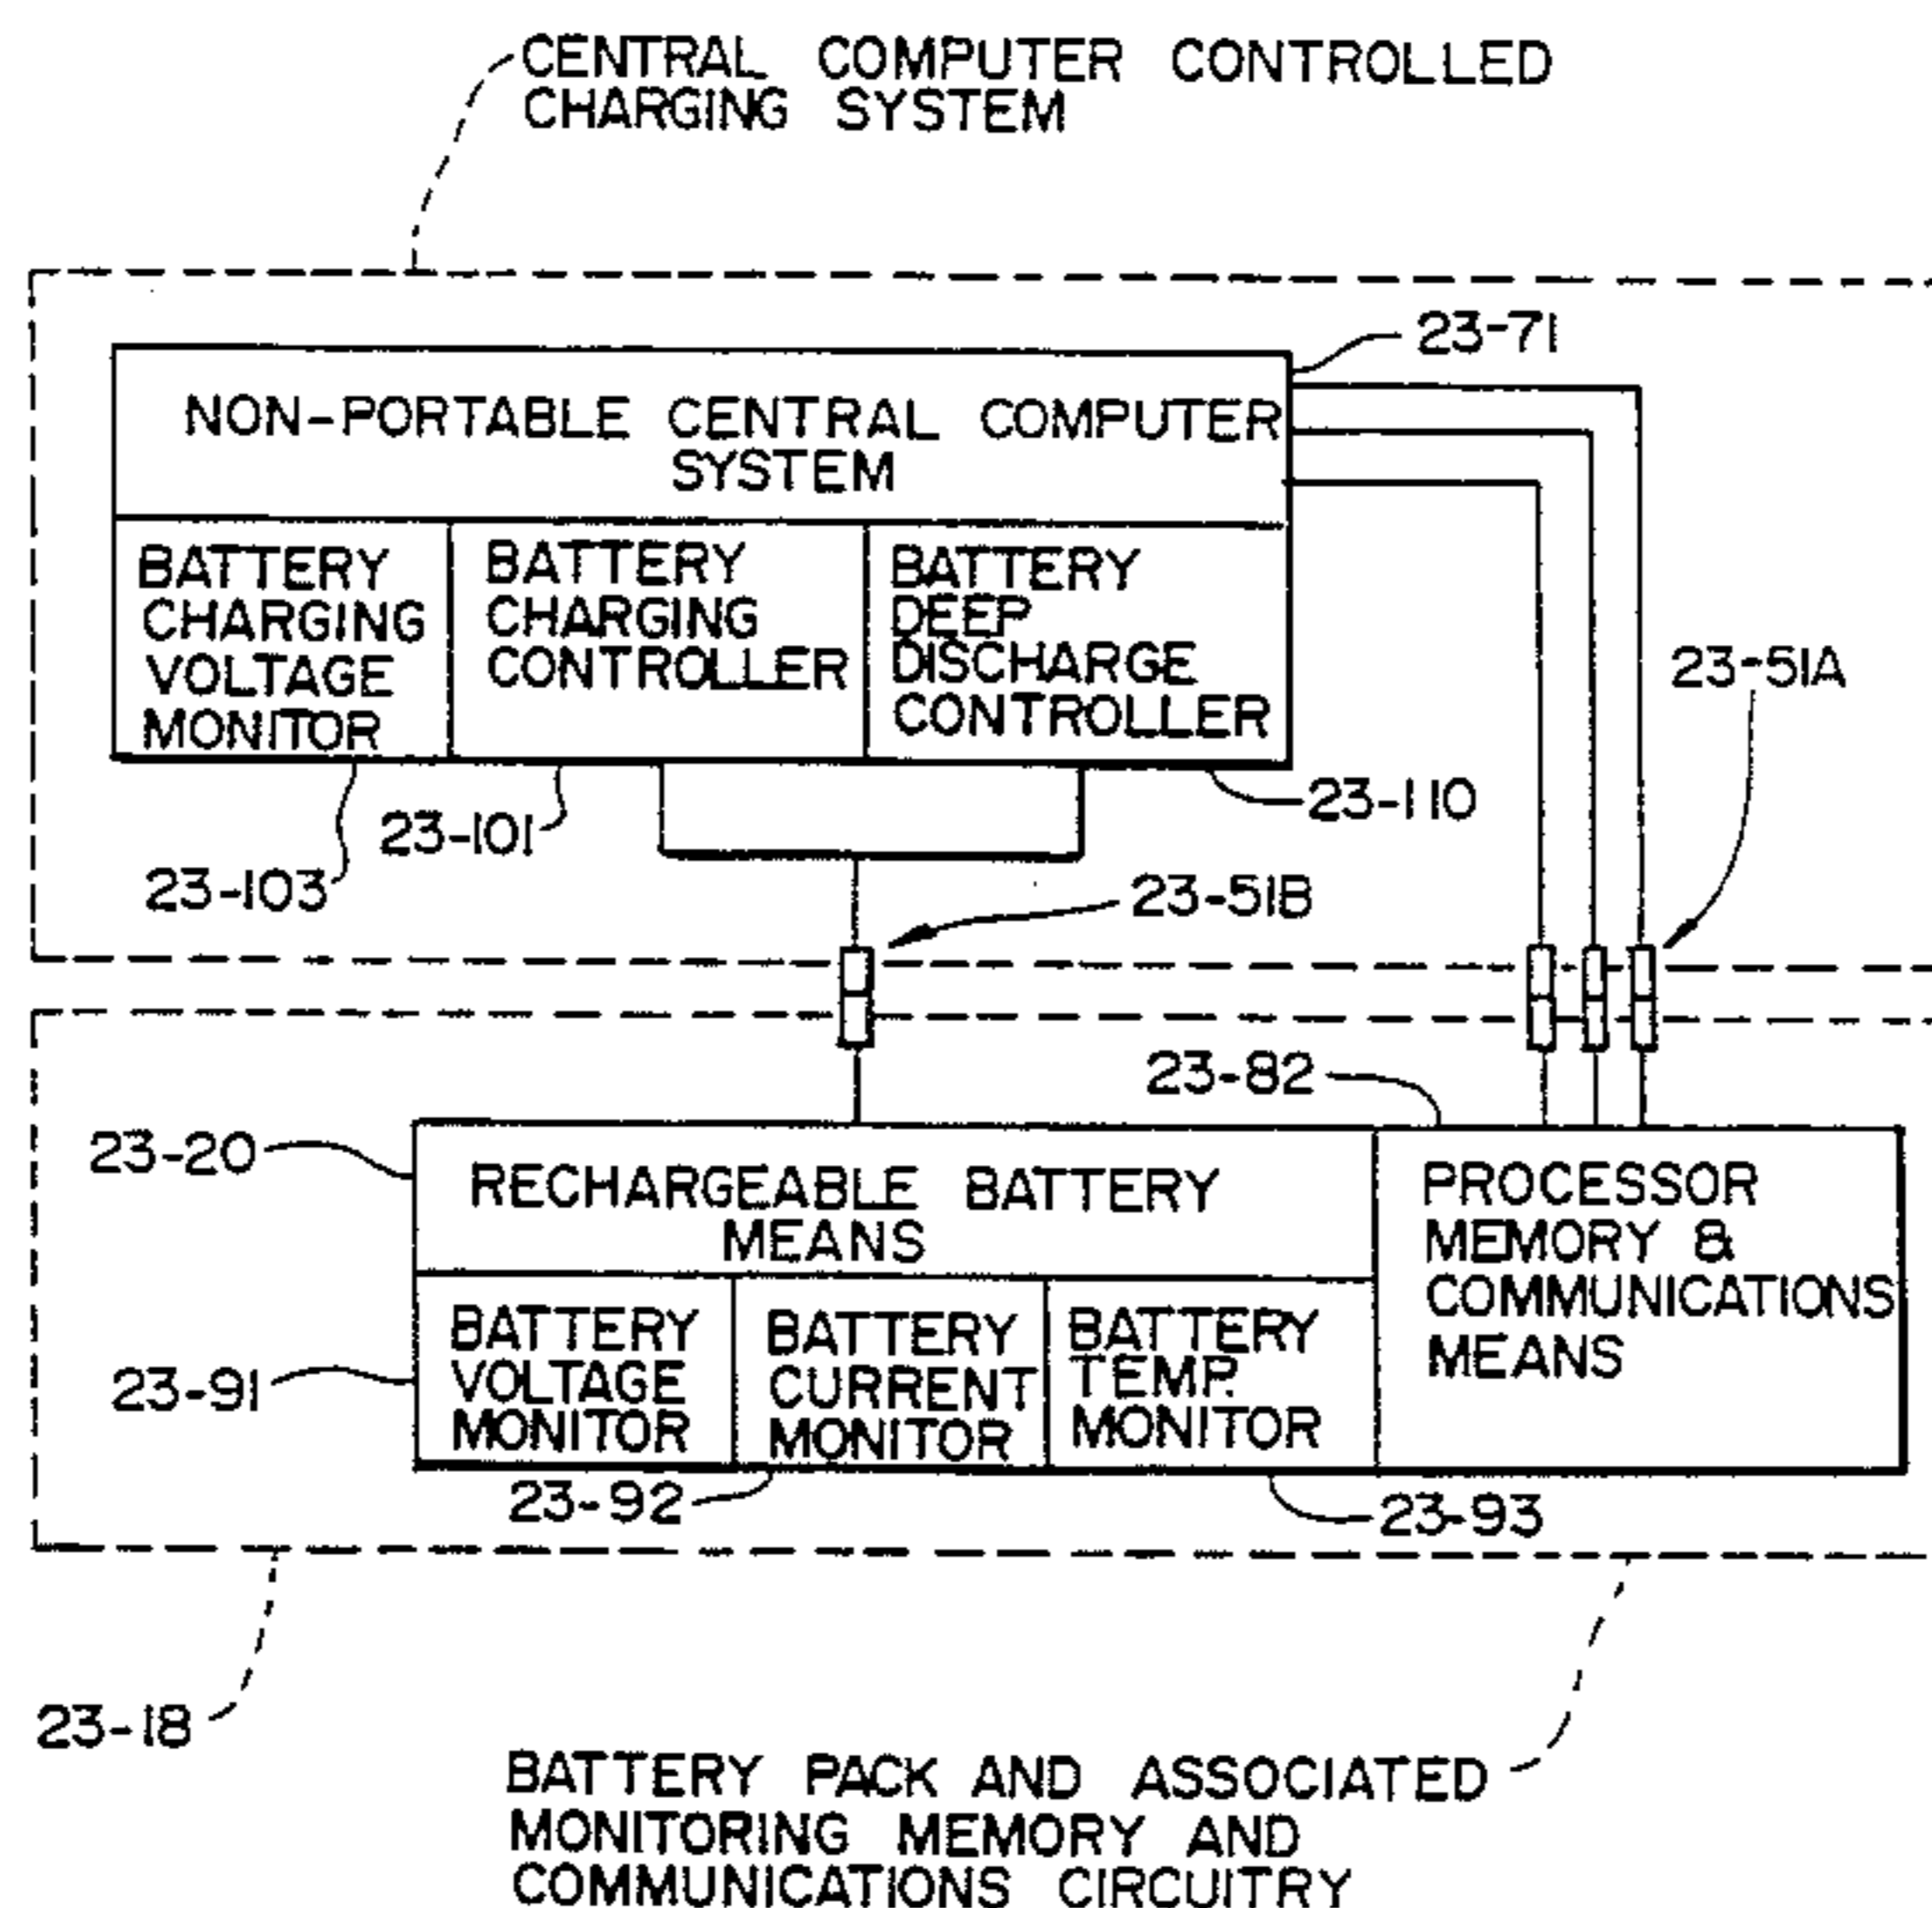 CENTRAL COMPUTER CONTROLLED
CHARGING SYSTEM
23-71
NON-PORTABLE CENTRAL COMPUTER
SYSTEM
BATTERY
CHARGING
VOLTAGE
MONITOR
BATTERY
CHARGING
CONTROLLER
BATTERY
DEEP
DISCHARGE
CONTROLLER
23-51A
23-110
23-101
23-103
23-51B
23-82
23-20
RECHARGEABLE BATTERY
MEANS
PROCESSOR
MEMORY &
COMMUNICATIONS
MEANS
23-91
BATTERY
VOLTAGE
MONITOR
BATTERY
CURRENT
MONITOR
BATTERY
TEMP.
MONITOR
23-92
23-93
23-18
BATTERY PACK AND ASSOCIATED
MONITORING MEMORY AND
COMMUNICATIONS CIRCUITRY